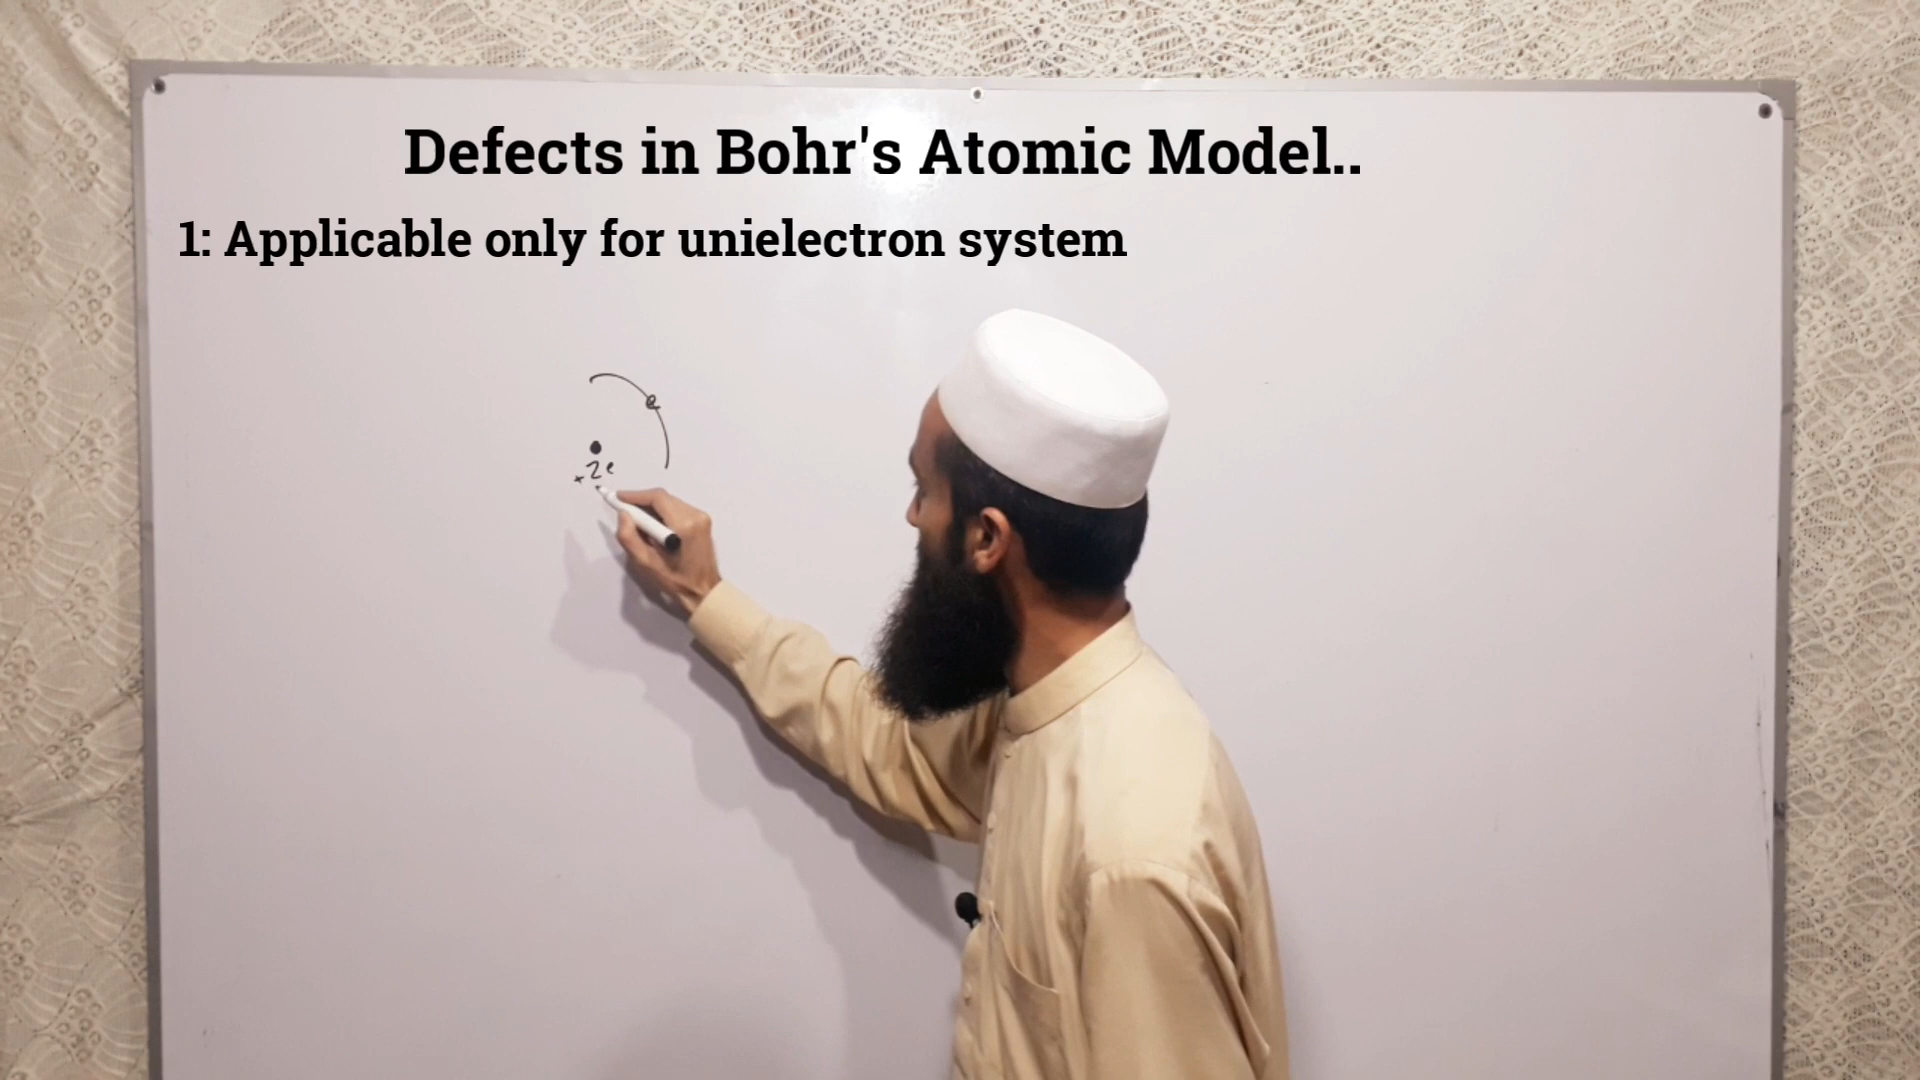 Defects in Bohr's Atomic Model..
1: Applicable only for unielectron system
e
+Ze